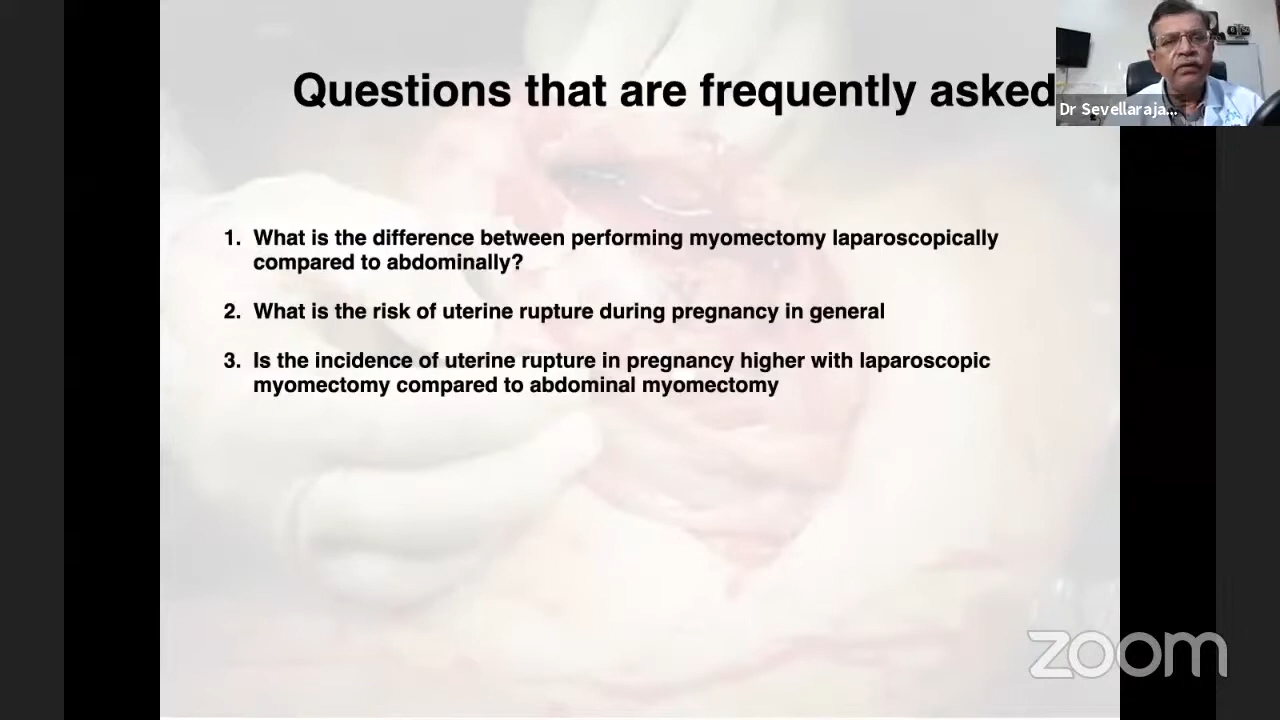 Questions that are frequently asked
Dr Sevellaraja...
1. What is the difference between performing myomectomy laparoscopically
compared to abdominally?
2. What is the risk of uterine rupture during pregnancy in general
3. Is the incidence of uterine rupture in pregnancy higher with laparoscopic
myomectomy compared to abdominal myomectomy
zoom